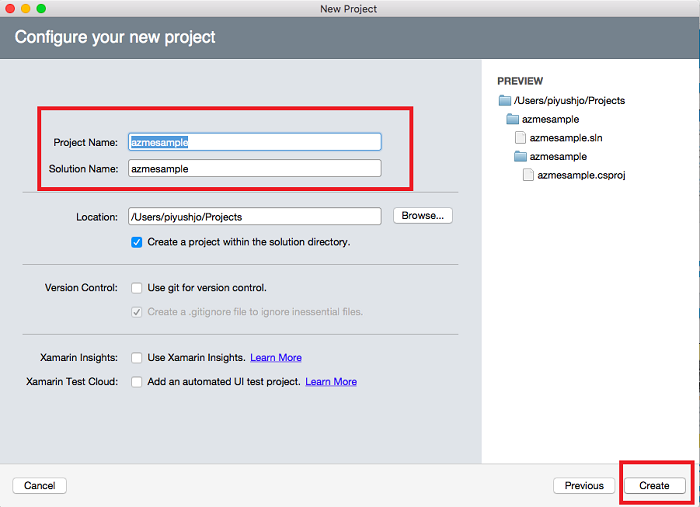 New Project
Configure your new project
Project Name: azmesample
Solution Name: azmesample
Location: /Users/piyushjo/Projects Browse...
Create a project within the solution directory.
Version Control: Use git for version control.
Create a .gitignore file to ignore inessential files.
Xamarin Insights: Use Xamarin Insights. Learn More
Xamarin Test Cloud: Add an automated UI test project. Learn More
PREVIEW
/Users/piyushjo/Projects
azmesample
azmesample.sln
azmesample
azmesample.csproj
Cancel Previous Create